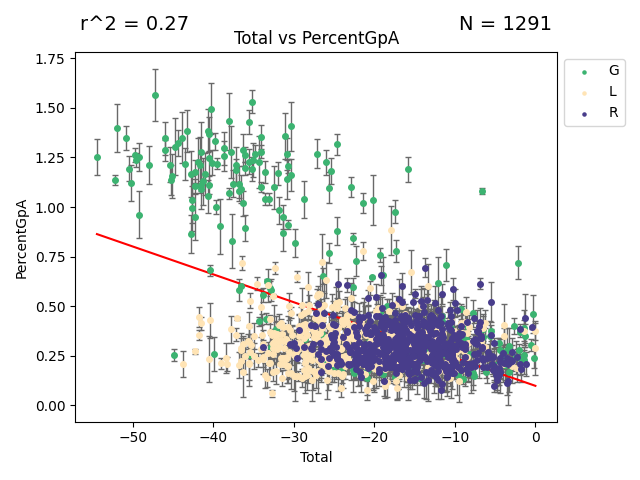 r^2 = 0.27
N = 1291
Total vs PercentGpA
G
L
R
PercentGpA
1.75
1.50
1.25
1.00
0.75
0.50
0.25
0.00
−50
−40
−30
−20
−10
0
Total